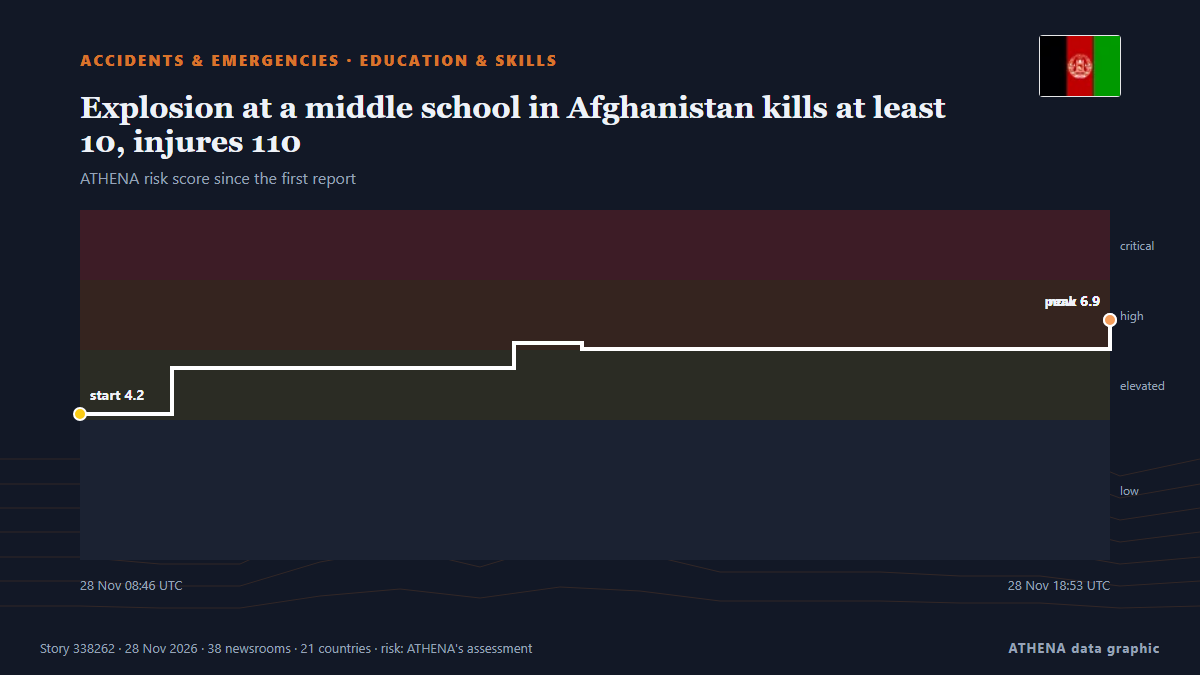 ACCIDENTS & EMERGENCIES · EDUCATION & SKILLS
Explosion at a middle school in Afghanistan kills at least
10, injures 110
ATHENA risk score since the first report
critical
peak 6.9
high
elevated
start 4.2
low
28 Nov 08:46 UTC
28 Nov 18:53 UTC
Story 338262 · 28 Nov 2026 · 38 newsrooms · 21 countries · risk: ATHENA's assessment
ATHENA data graphic